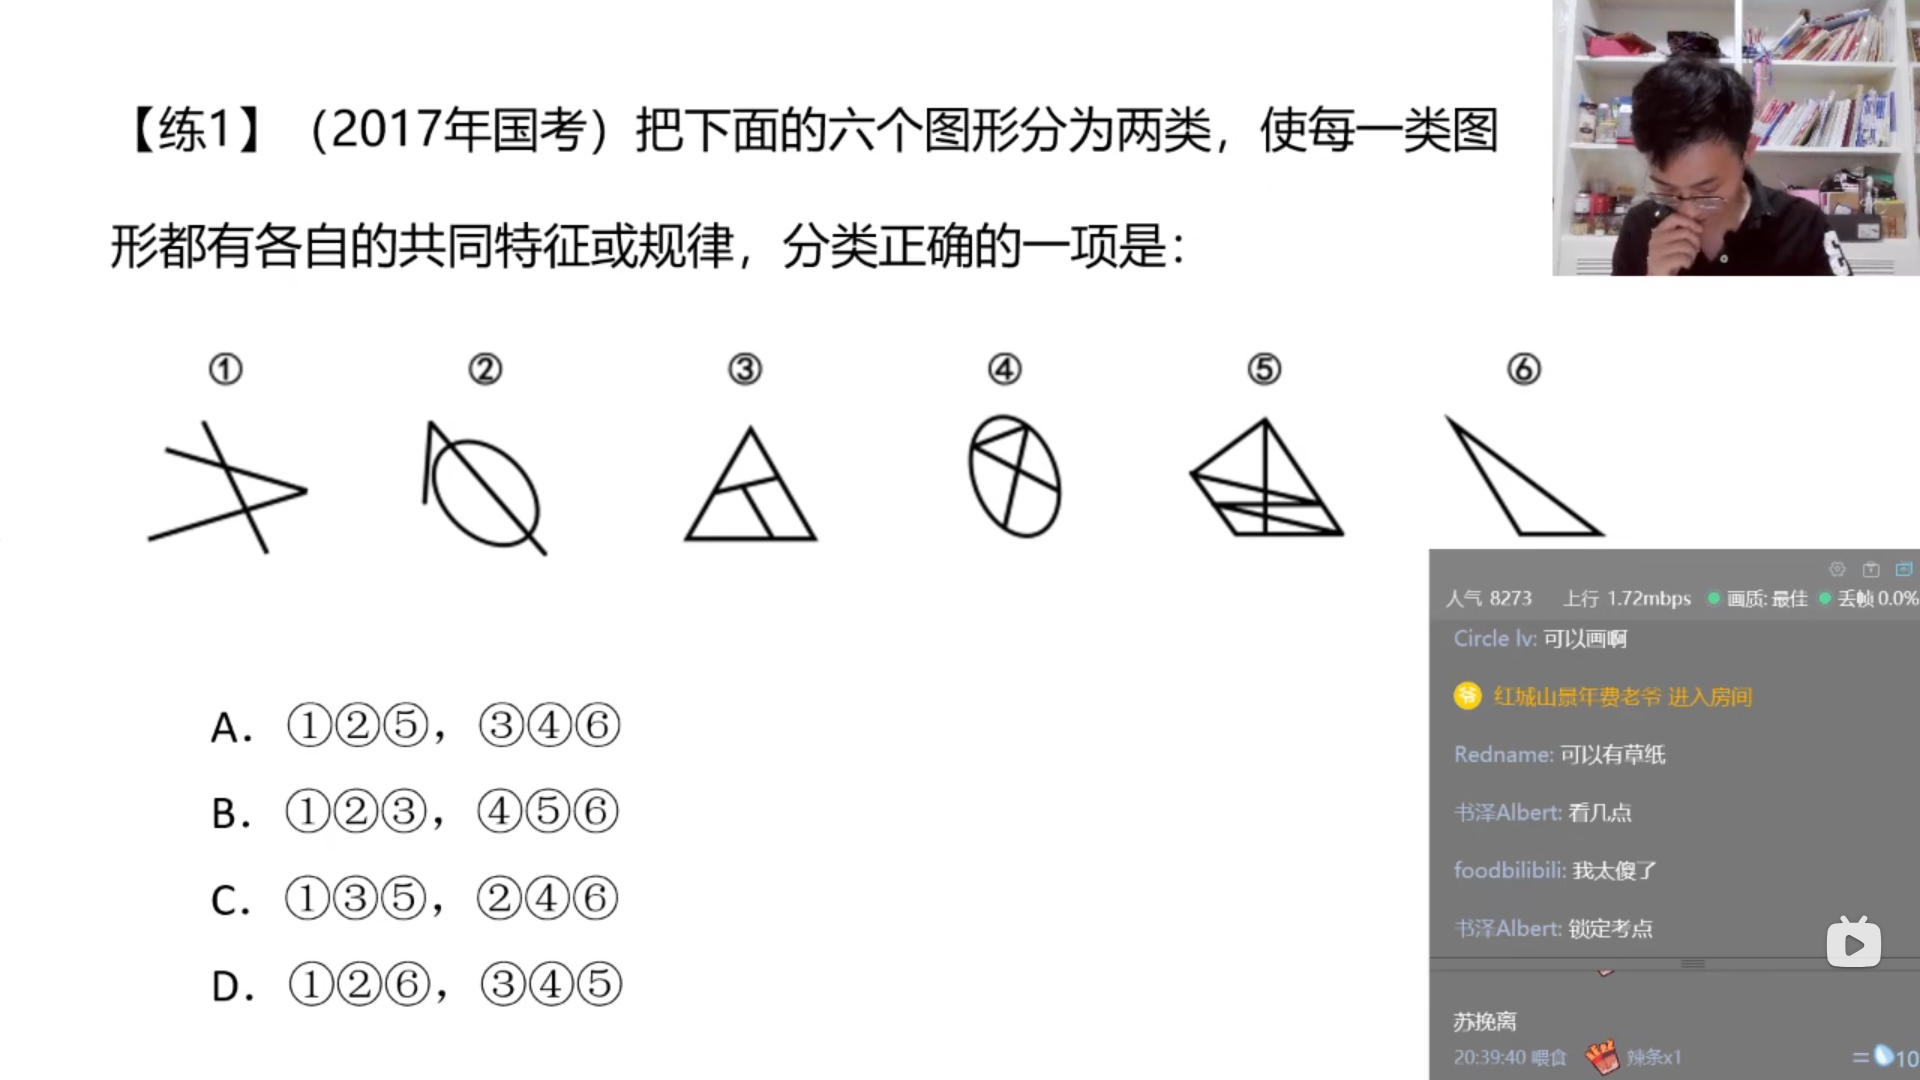 【练1】（2017年国考）把下面的六个图形分为两类，使每一类图
形都有各自的共同特征或规律，分类正确的一项是：
① ② ③ ④ ⑤ ⑥
A. ①②⑤，③④⑥
B. ①②③，④⑤⑥
C. ①③⑤，②④⑥
D. ①②⑥，③④⑤
人气 8273 上行 1.72mbps 画质: 最佳 丢帧 0.0%
Circle lv: 可以画啊
爷 红城山景年费老爷 进入房间
Redname: 可以有草纸
书泽Albert: 看几点
foodbilibili: 我太傻了
书泽Albert: 锁定考点
苏挽离
20:39:40 喂食 辣条x1 =10